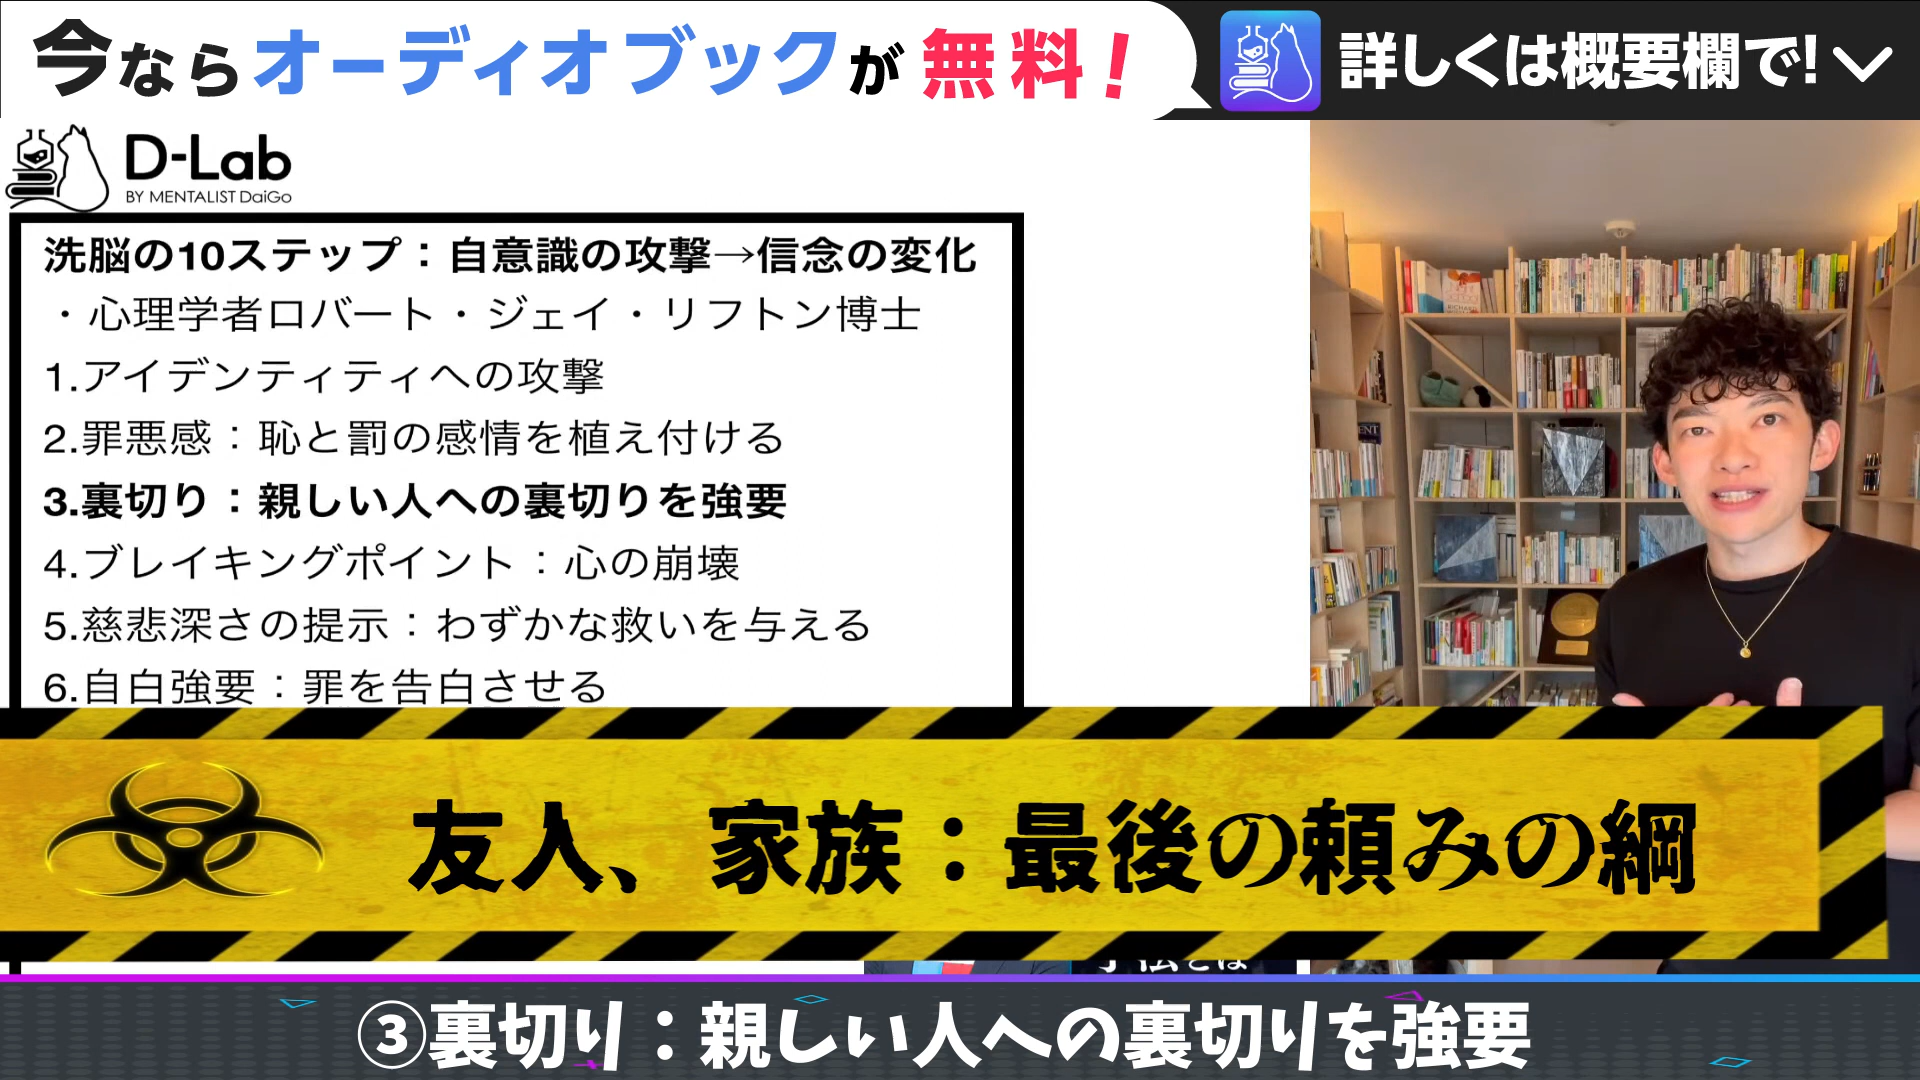 今ならオーディオブックが無料！
詳しくは概要欄で！
D-Lab
BY MENTALIST DaiGo
洗脳の10ステップ：自意識の攻撃→信念の変化
・心理学者ロバート・ジェイ・リフトン博士
1.アイデンティティへの攻撃
2.罪悪感：恥と罰の感情を植え付ける
3.裏切り：親しい人への裏切りを強要
4.ブレイキングポイント：心の崩壊
5.慈悲深さの提示：わずかな救いを与える
6.自白強要：罪を告白させる
友人、家族：最後の頼みの綱
③裏切り：親しい人への裏切りを強要